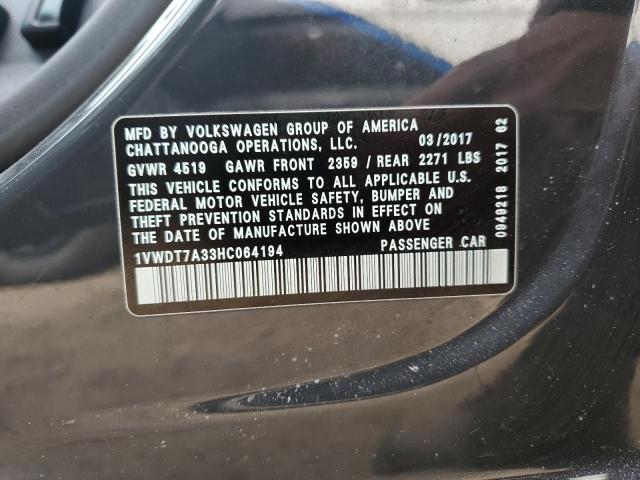 MFD BY VOLKSWAGEN GROUP OF AMERICA
CHATTANOOGA OPERATIONS, LLC. 03/2017
GVWR 4519 GAWR FRONT 2359 / REAR 2271 LBS
THIS VEHICLE CONFORMS TO ALL APPLICABLE U.S.
FEDERAL MOTOR VEHICLE SAFETY, BUMPER AND
THEFT PREVENTION STANDARDS IN EFFECT ON
THE DATE OF MANUFACTURE SHOWN ABOVE
1VWDT7A33HC064194 PASSENGER CAR
0949218 2017 62